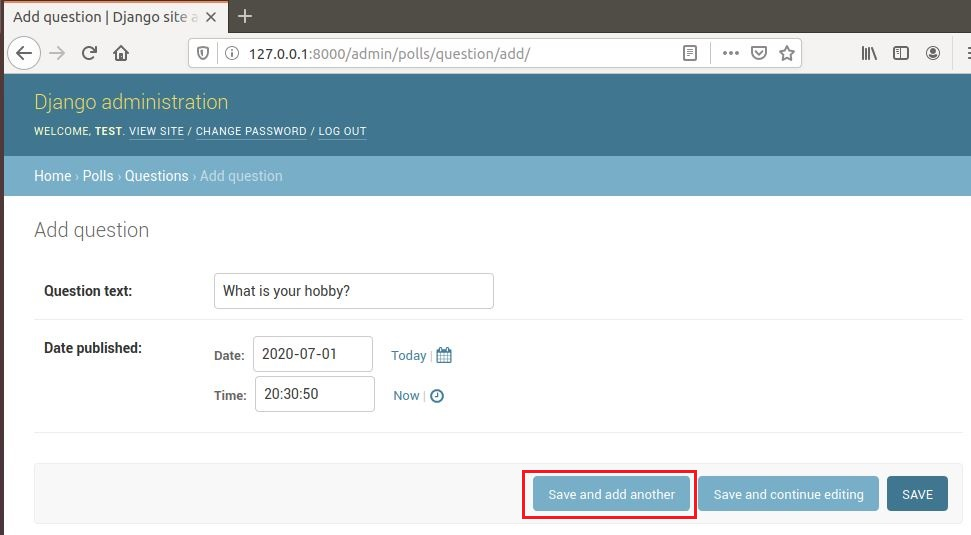 Add question | Django site a
127.0.0.1:8000/admin/polls/question/add/
Django administration
WELCOME, TEST. VIEW SITE / CHANGE PASSWORD / LOG OUT
Home › Polls › Questions › Add question
Add question
Question text: What is your hobby?
Date published: Date: 2020-07-01 Today |
Time: 20:30:50 Now |
Save and add another Save and continue editing SAVE